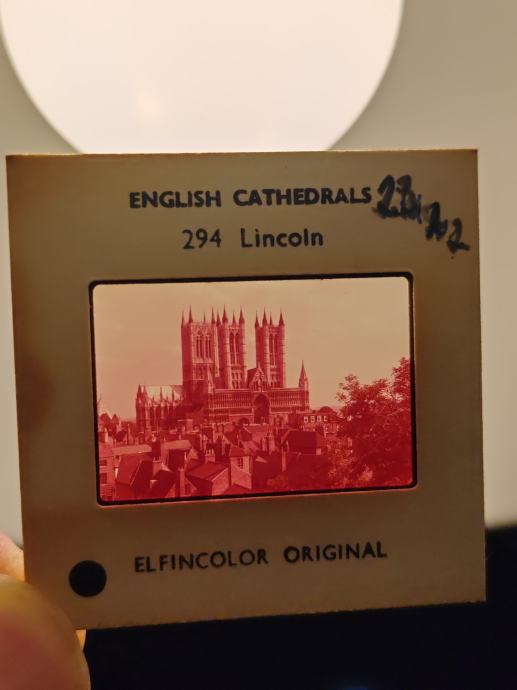 ENGLISH CATHEDRALS
294 Lincoln
ELFINCOLOR ORIGINAL